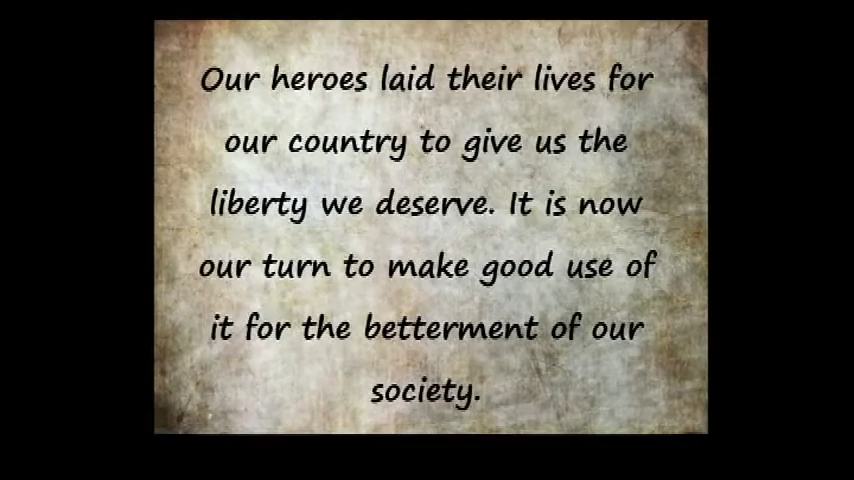 Our heroes laid their lives for
our country to give us the
liberty we deserve. It is now
our turn to make good use of
it for the betterment of our
society.